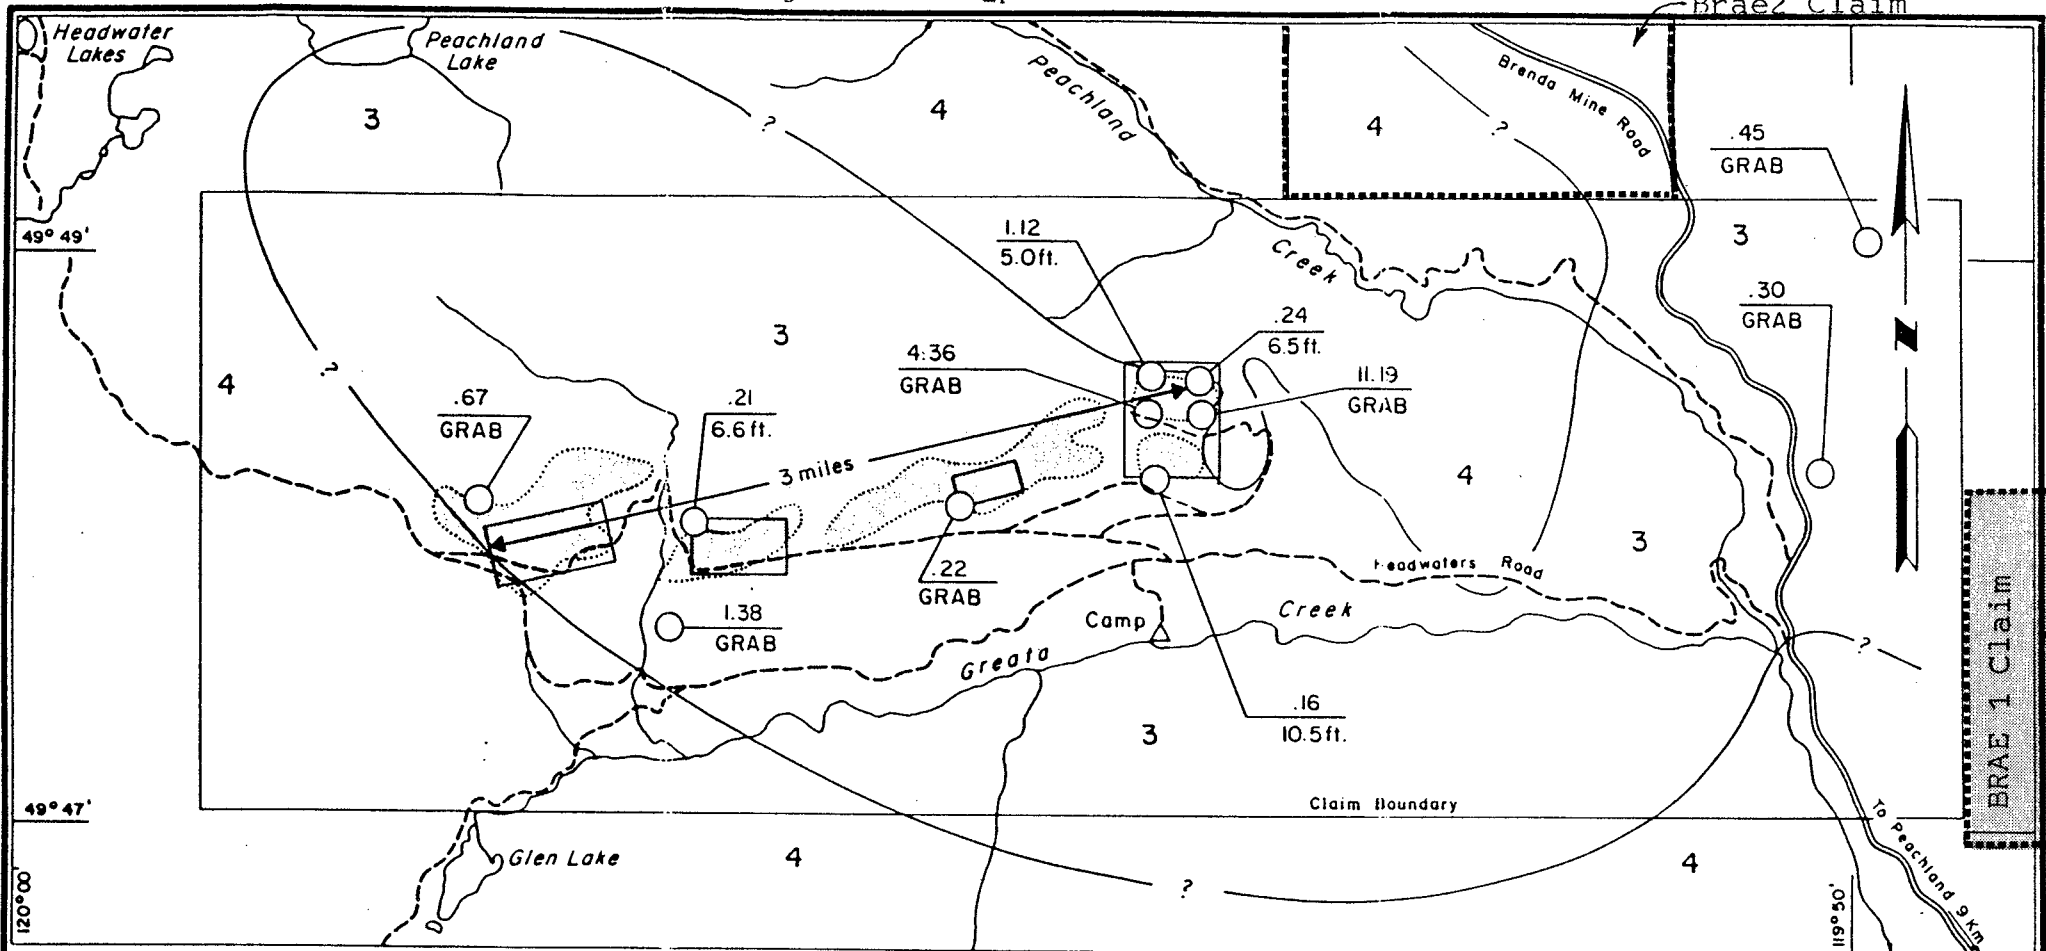 Brae2 Claim
Headwater
Lakes
Peachland
Lake
Peachland
Creek
Brenda Mine Road
3
4
4
?
?
.45
GRAB
49° 49'
1.12
5.0ft.
3
.30
GRAB
N
3
.24
6.5ft.
4:36
GRAB
11.19
GRAB
?
4
.67
GRAB
.21
6.6ft.
3 miles
4
3
.22
GRAB
Headwaters Road
1.38
GRAB
Camp
Creek
Greata
?
BRAE 1 Claim
.16
10.5ft.
3
49° 47'
Claim Boundary
To Peachland 9 Km
Glen Lake
4
4
?
120°00'
119°50'